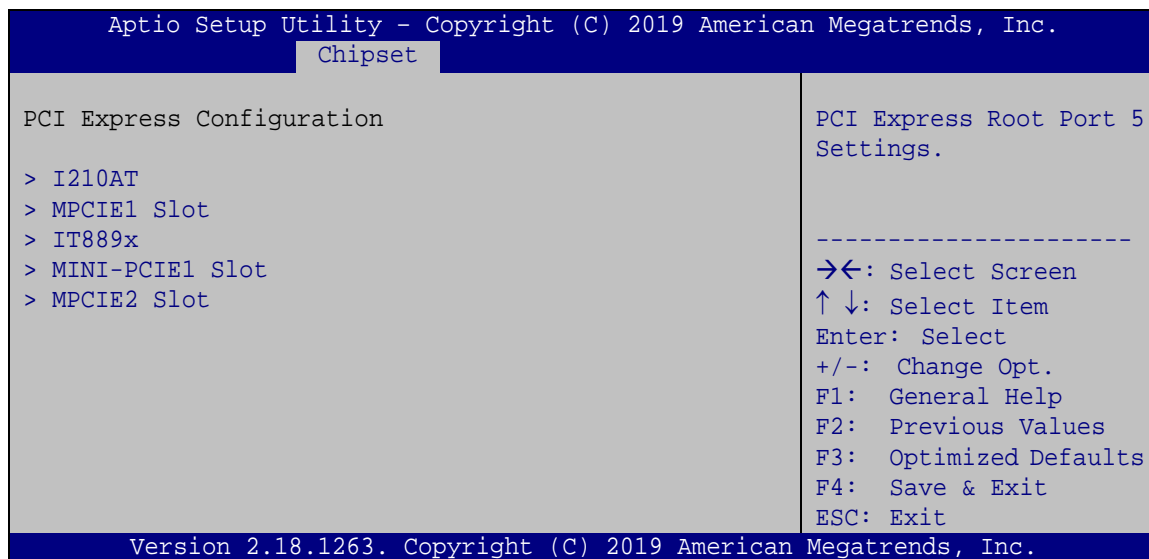 Aptio Setup Utility – Copyright (C) 2019 American Megatrends, Inc.
Chipset
PCI Express Configuration
> I210AT
> MPCIE1 Slot
> IT889x
> MINI-PCIE1 Slot
> MPCIE2 Slot
PCI Express Root Port 5
Settings.
----------------------
→←: Select Screen
↑ ↓: Select Item
Enter: Select
+/-: Change Opt.
F1: General Help
F2: Previous Values
F3: Optimized Defaults
F4: Save & Exit
ESC: Exit
Version 2.18.1263. Copyright (C) 2019 American Megatrends, Inc.